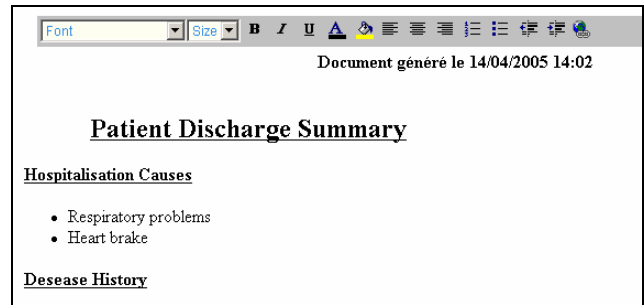 Font Size B I U A
Document généré le 14/04/2005 14:02
Patient Discharge Summary
Hospitalisation Causes
• Respiratory problems
• Heart brake
Desease History